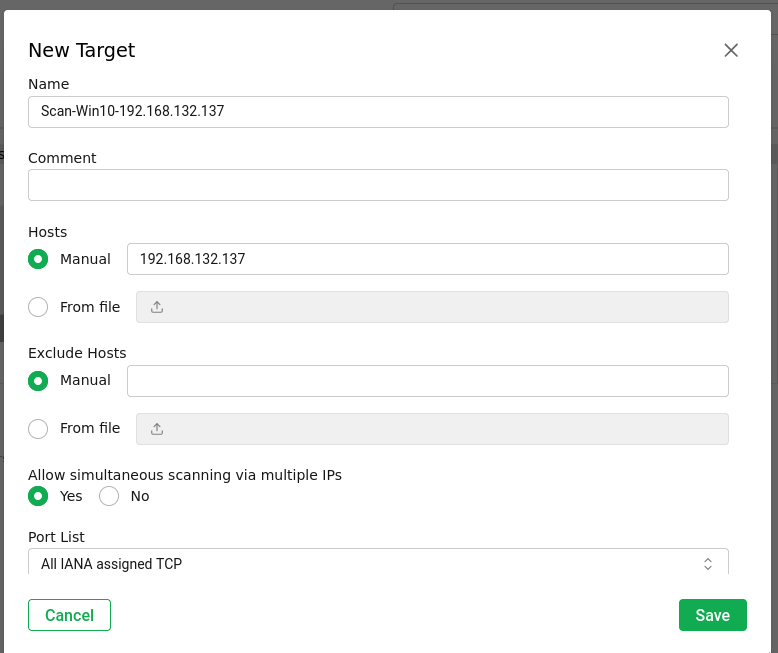 New Target
Name
Scan-Win10-192.168.132.137
Comment
Hosts
Manual 192.168.132.137
From file
Exclude Hosts
Manual
From file
Allow simultaneous scanning via multiple IPs
Yes No
Port List
All IANA assigned TCP
Cancel Save